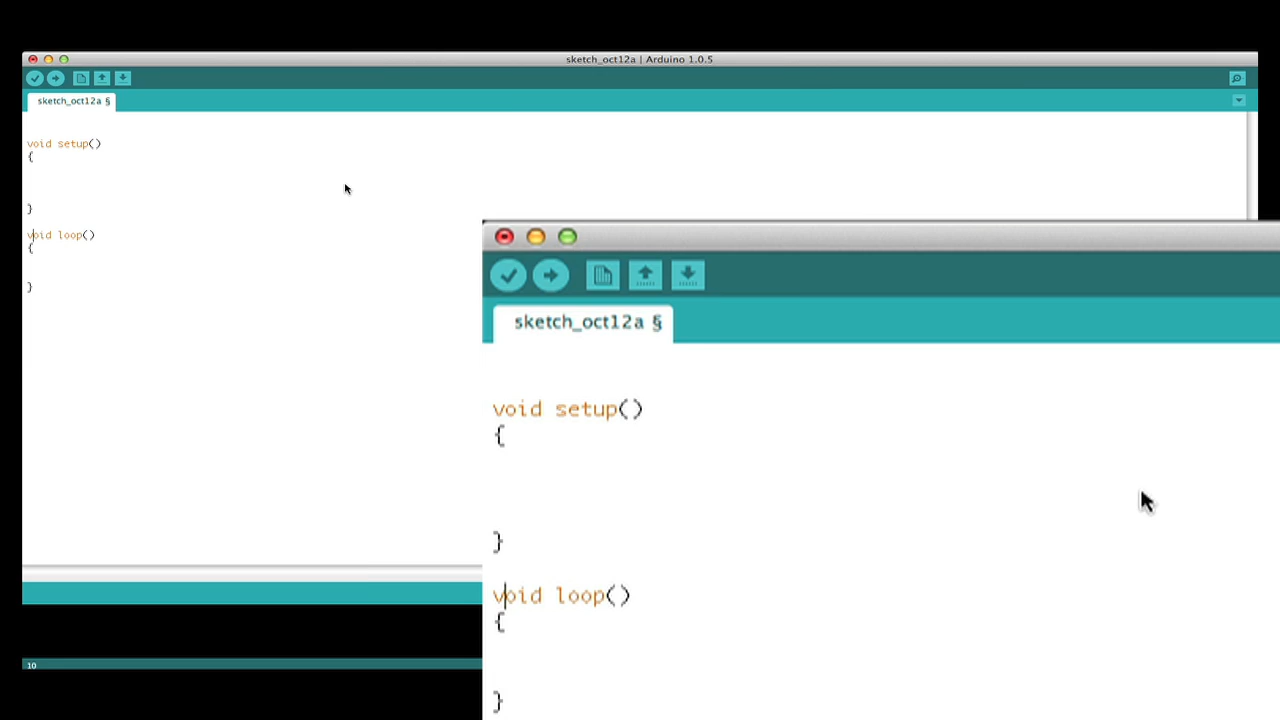 sketch_oct12a | Arduino 1.0.5
sketch_oct12a §
void setup()
{
}
void loop()
{
}
10
sketch_oct12a §
void setup()
{
}
void loop()
{
}